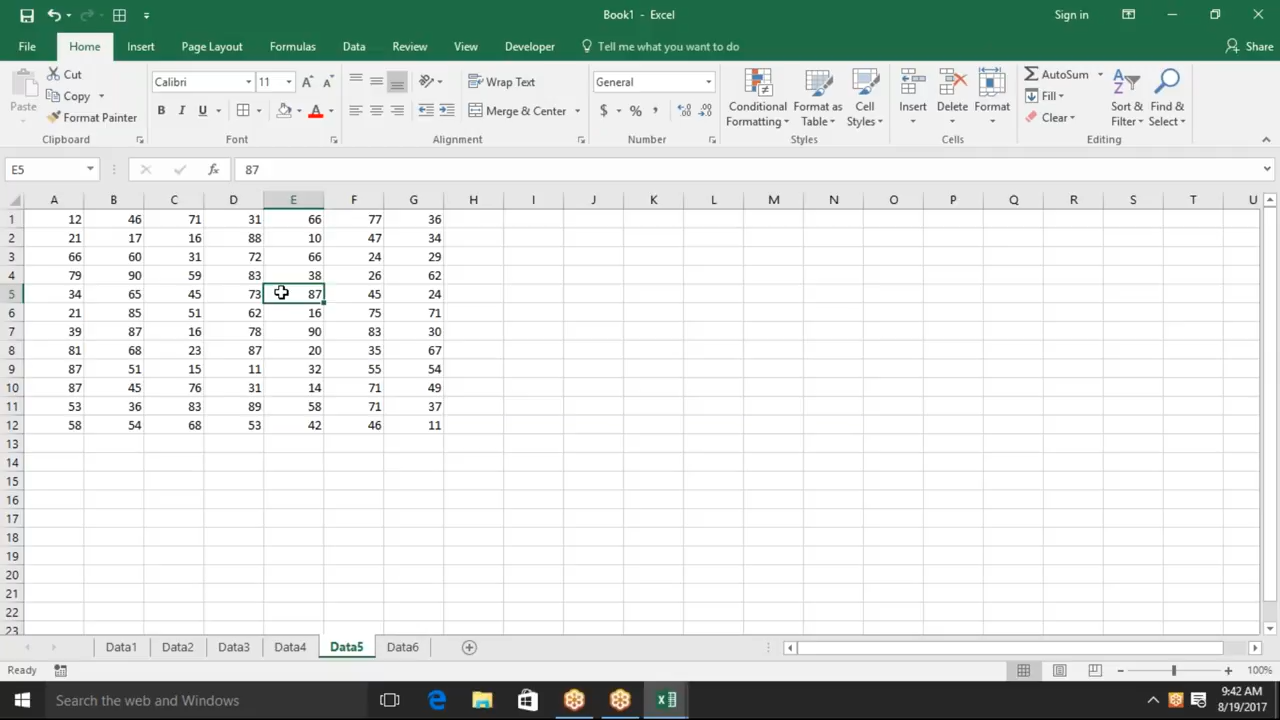 Book1 - Excel
Sign in
File Home Insert Page Layout Formulas Data Review View Developer Tell me what you want to do Share
Paste
Cut
Copy
Format Painter
Calibri 11
B I U A
Wrap Text
Merge & Center
General
$ % ,
Conditional Formatting
Format as Table
Cell Styles
Insert
Delete
Format
AutoSum
Fill
Clear
Sort & Filter
Find & Select
Clipboard Font Alignment Number Styles Cells Editing
E5 fx 87
A B C D E F G H I J K L M N O P Q R S T U
1 12 46 71 31 66 77 36
2 21 17 16 88 10 47 34
3 66 60 31 72 66 24 29
4 79 90 59 83 38 26 62
5 34 65 45 73 87 45 24
6 21 85 51 62 16 75 71
7 39 87 16 78 90 83 30
8 81 68 23 87 20 35 67
9 87 51 15 11 32 55 54
10 87 45 76 31 14 71 49
11 53 36 83 89 58 71 37
12 58 54 68 53 42 46 11
13
14
15
16
17
18
19
20
21
22
23
Data1 Data2 Data3 Data4 Data5 Data6
Ready 100%
Search the web and Windows
9:42 AM
8/19/2017